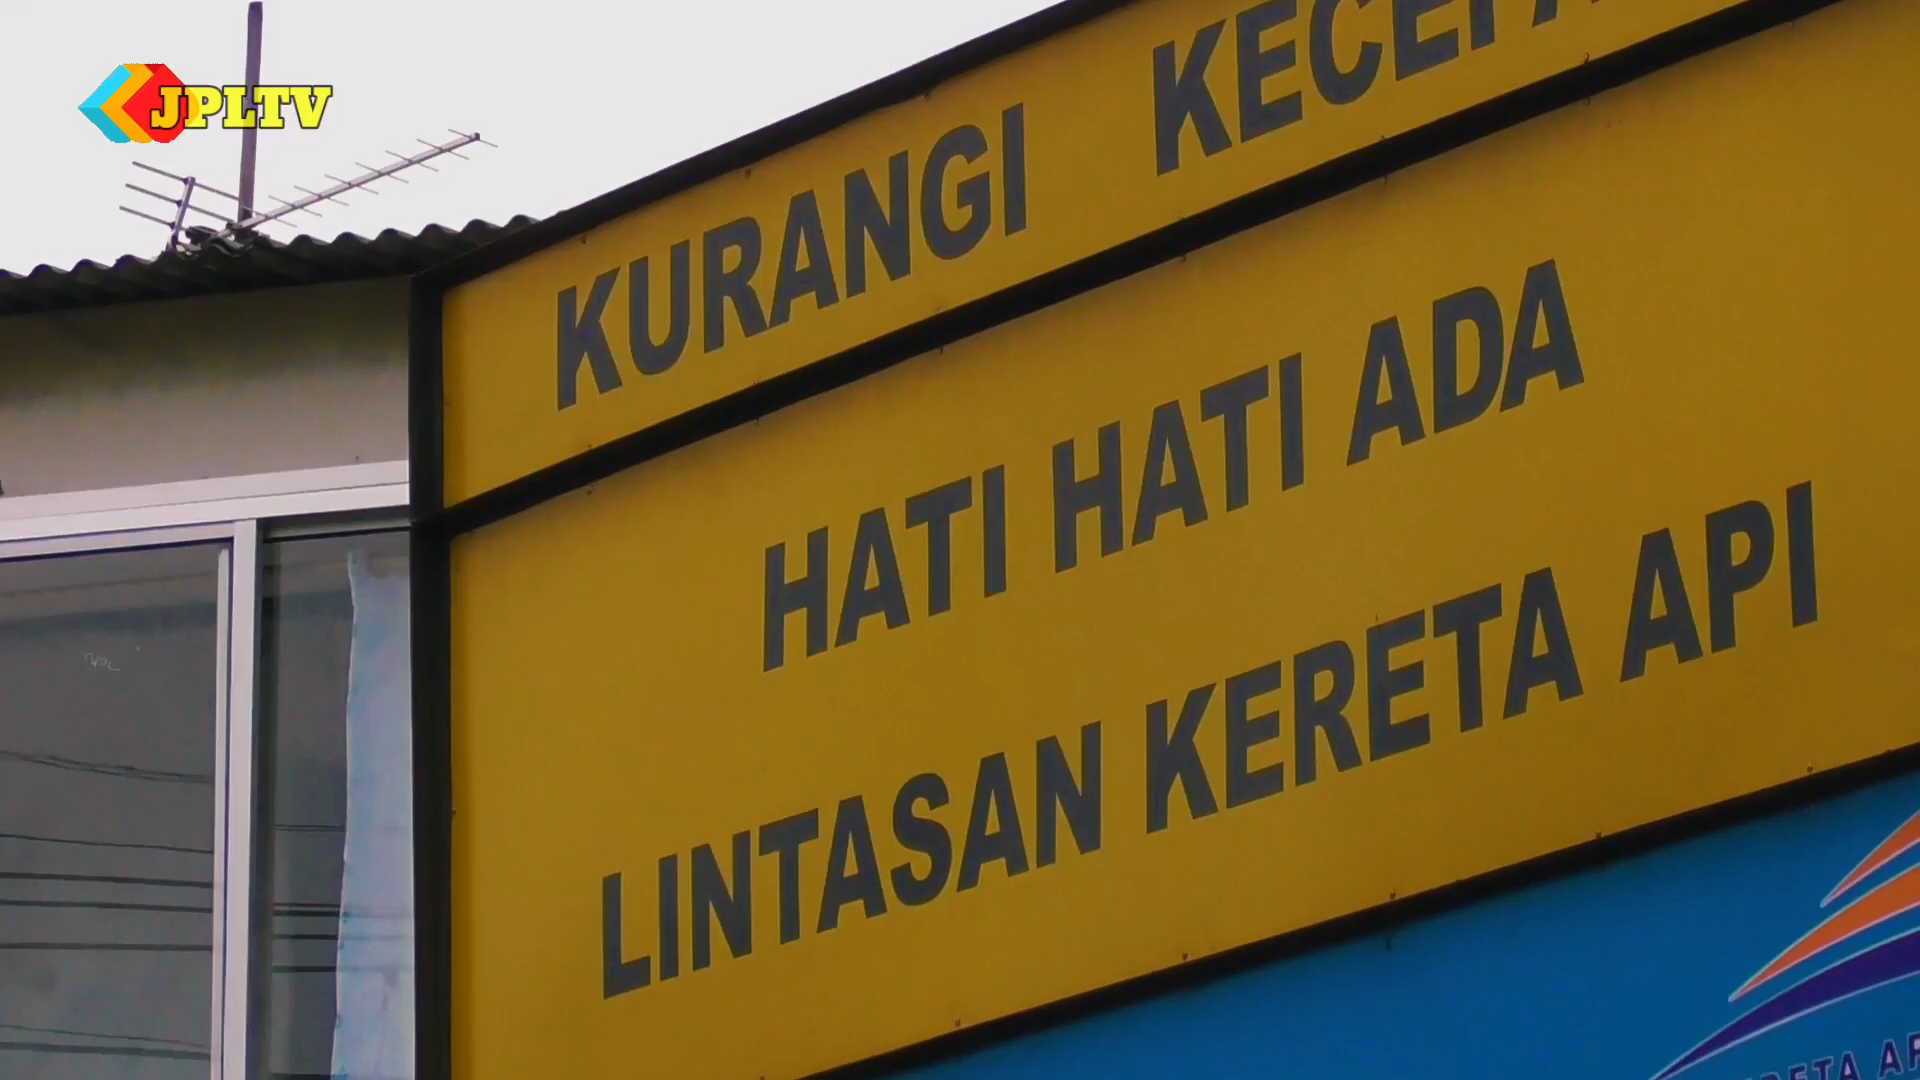 JPLTV
KURANGI
HATI HATI ADA
LINTASAN KERETA API